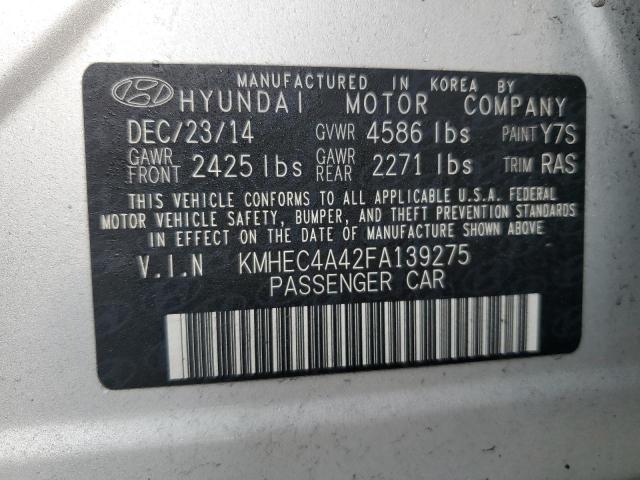 MANUFACTURED IN KOREA BY
HYUNDAI MOTOR COMPANY
DEC/23/14 GVWR 4586 lbs PAINT Y7S
GAWR FRONT 2425 lbs GAWR REAR 2271 lbs TRIM RAS
THIS VEHICLE CONFORMS TO ALL APPLICABLE U.S.A. FEDERAL
MOTOR VEHICLE SAFETY, BUMPER, AND THEFT PREVENTION STANDARDS
IN EFFECT ON THE DATE OF MANUFACTURE SHOWN ABOVE.
V.I.N KMHEC4A42FA139275
PASSENGER CAR